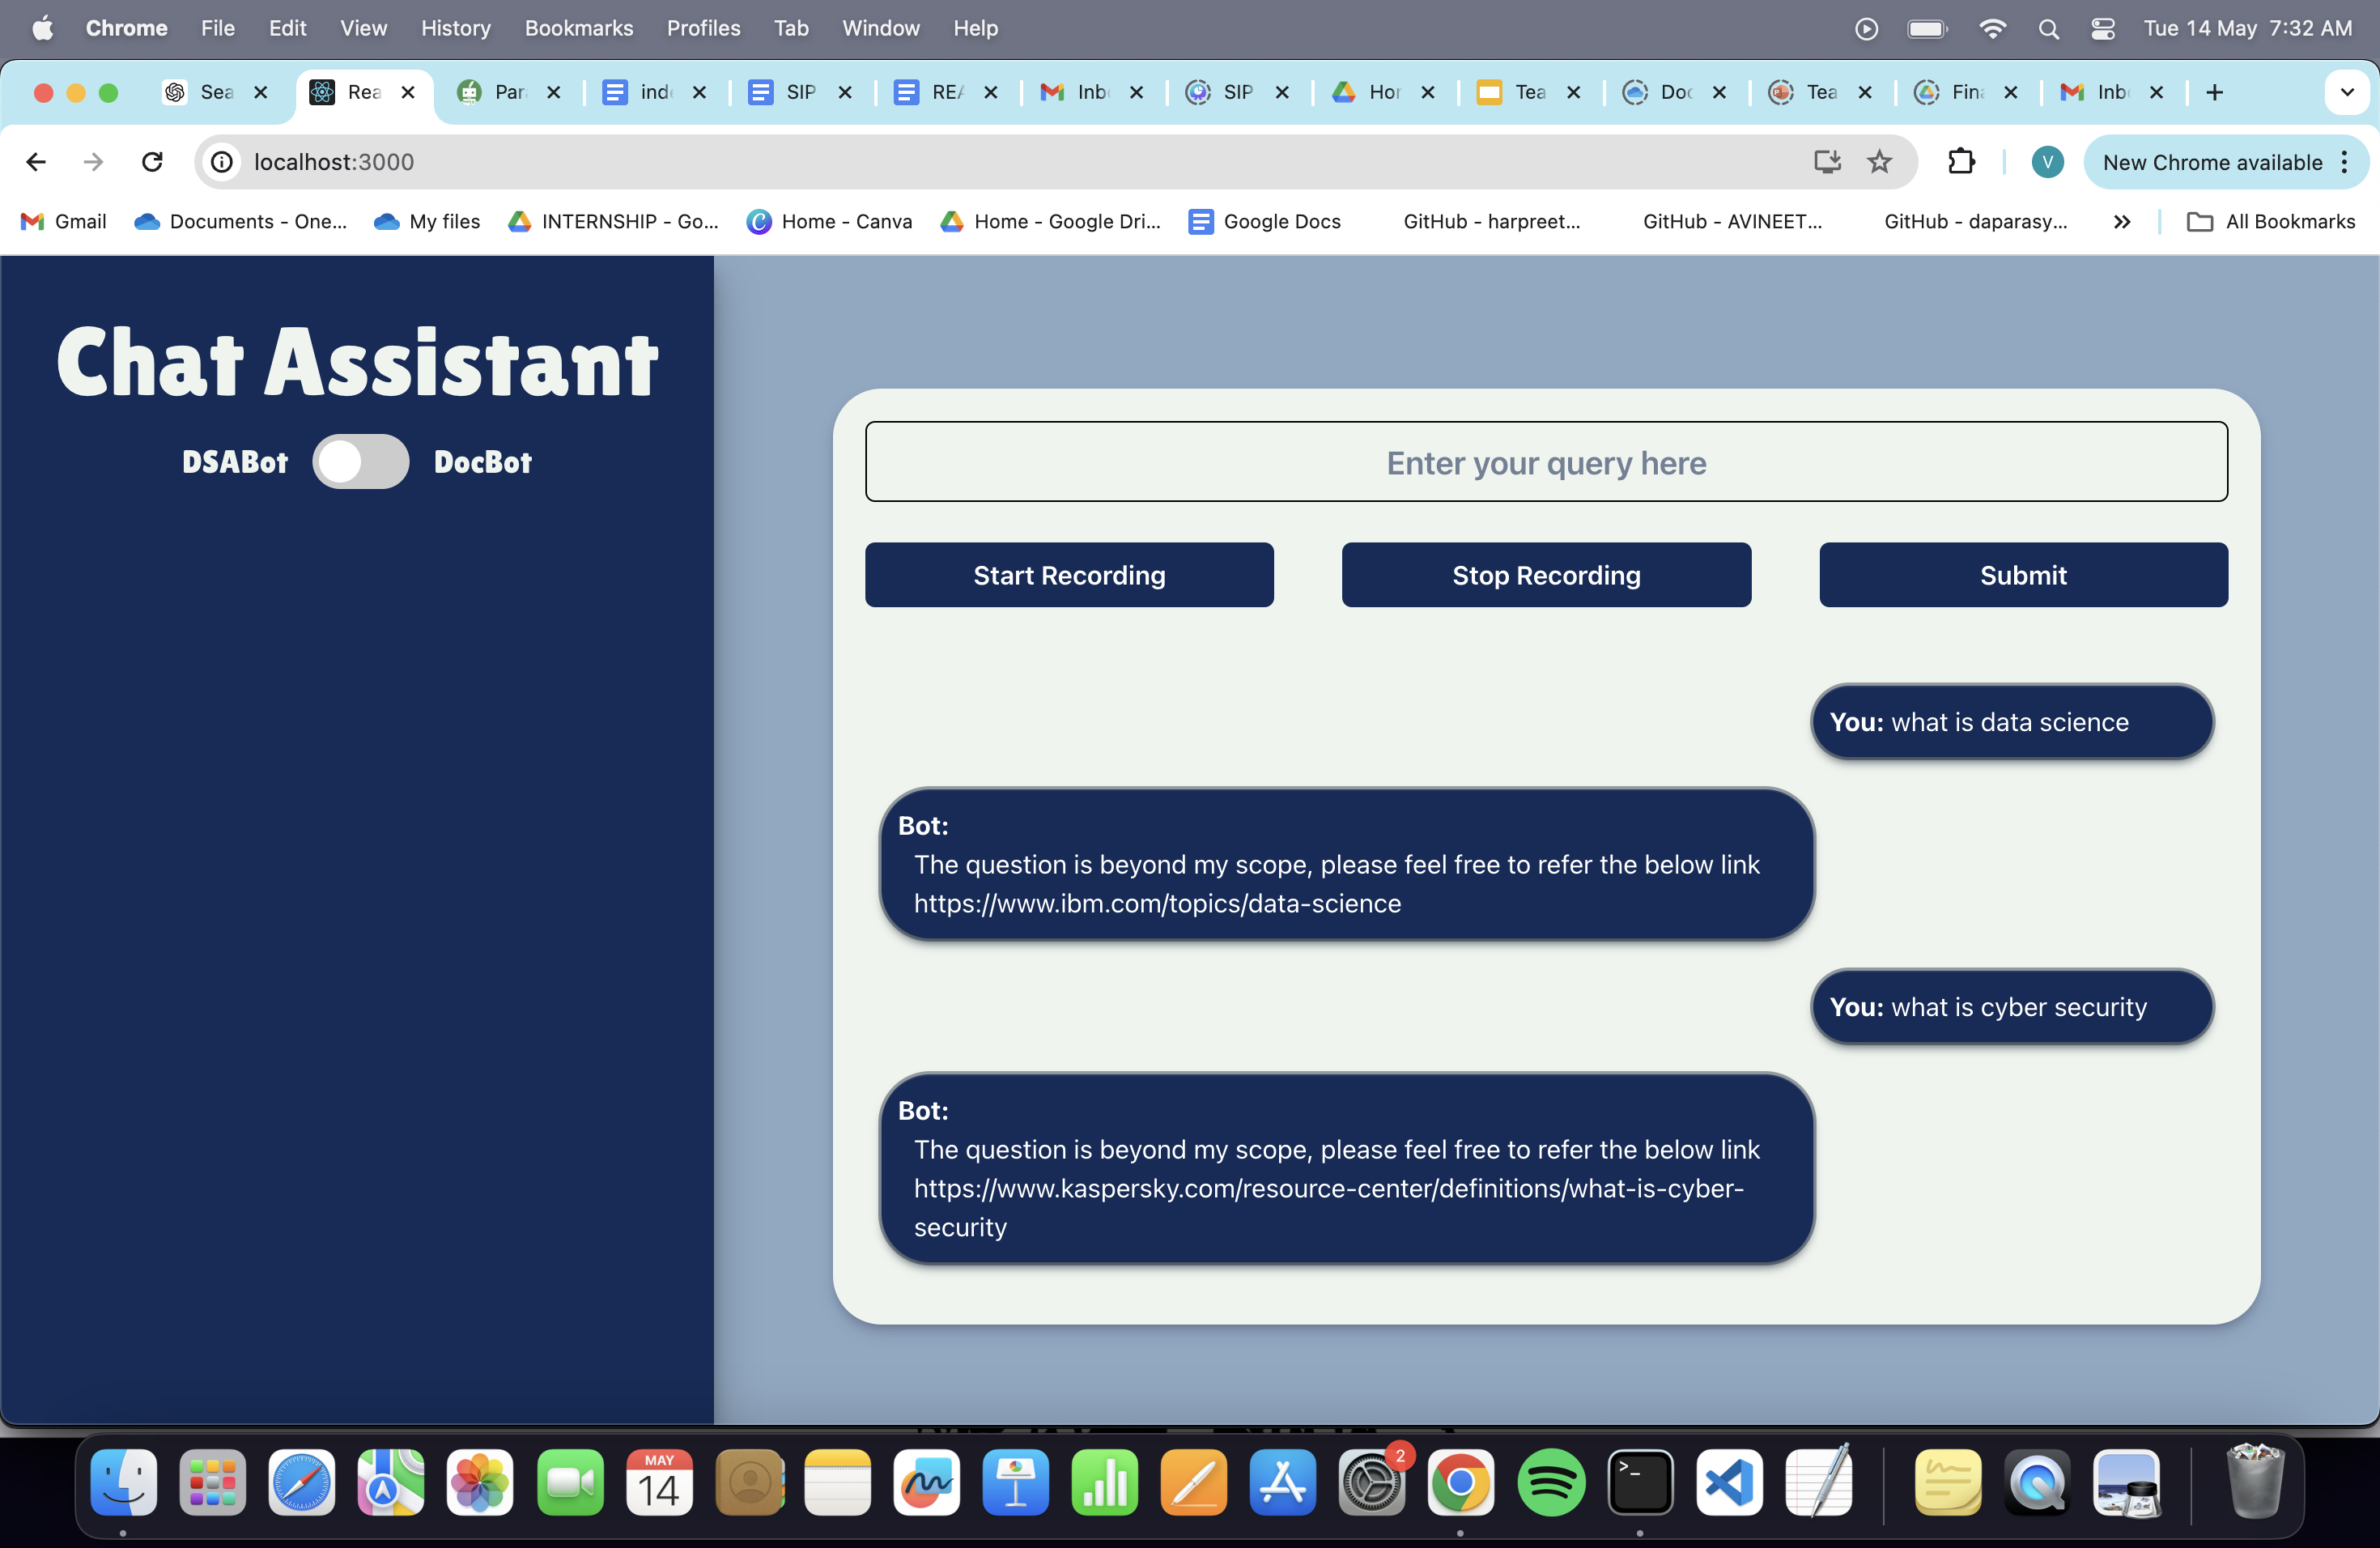 Chrome File Edit View History Bookmarks Profiles Tab Window Help Tue 14 May 7:32 AM
Sea Rea Par ind SIP REA Inb SIP Hor Tea Doc Tea Fin Inb
localhost:3000 V New Chrome available
Gmail Documents - One... My files INTERNSHIP - Go... Home - Canva Home - Google Dri... Google Docs GitHub - harpreet... GitHub - AVINEET... GitHub - daparasy... All Bookmarks
Chat Assistant
DSABot DocBot
Enter your query here
Start Recording Stop Recording Submit
You: what is data science
Bot:
The question is beyond my scope, please feel free to refer the below link
https://www.ibm.com/topics/data-science
You: what is cyber security
Bot:
The question is beyond my scope, please feel free to refer the below link
https://www.kaspersky.com/resource-center/definitions/what-is-cyber-
security
MAY
14
2